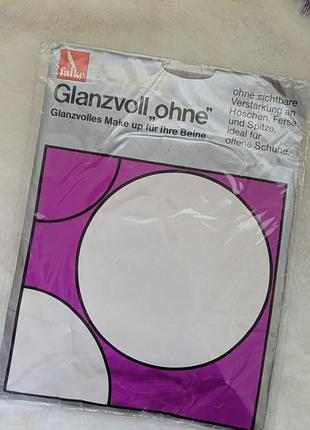 falke
Glanzvoll „ohne”
Glanzvolles Make up für Ihre Beine
ohne sichtbare
Verstärkung an
Höschen, Ferse
und Spitze,
ideal für
offene Schuhe.